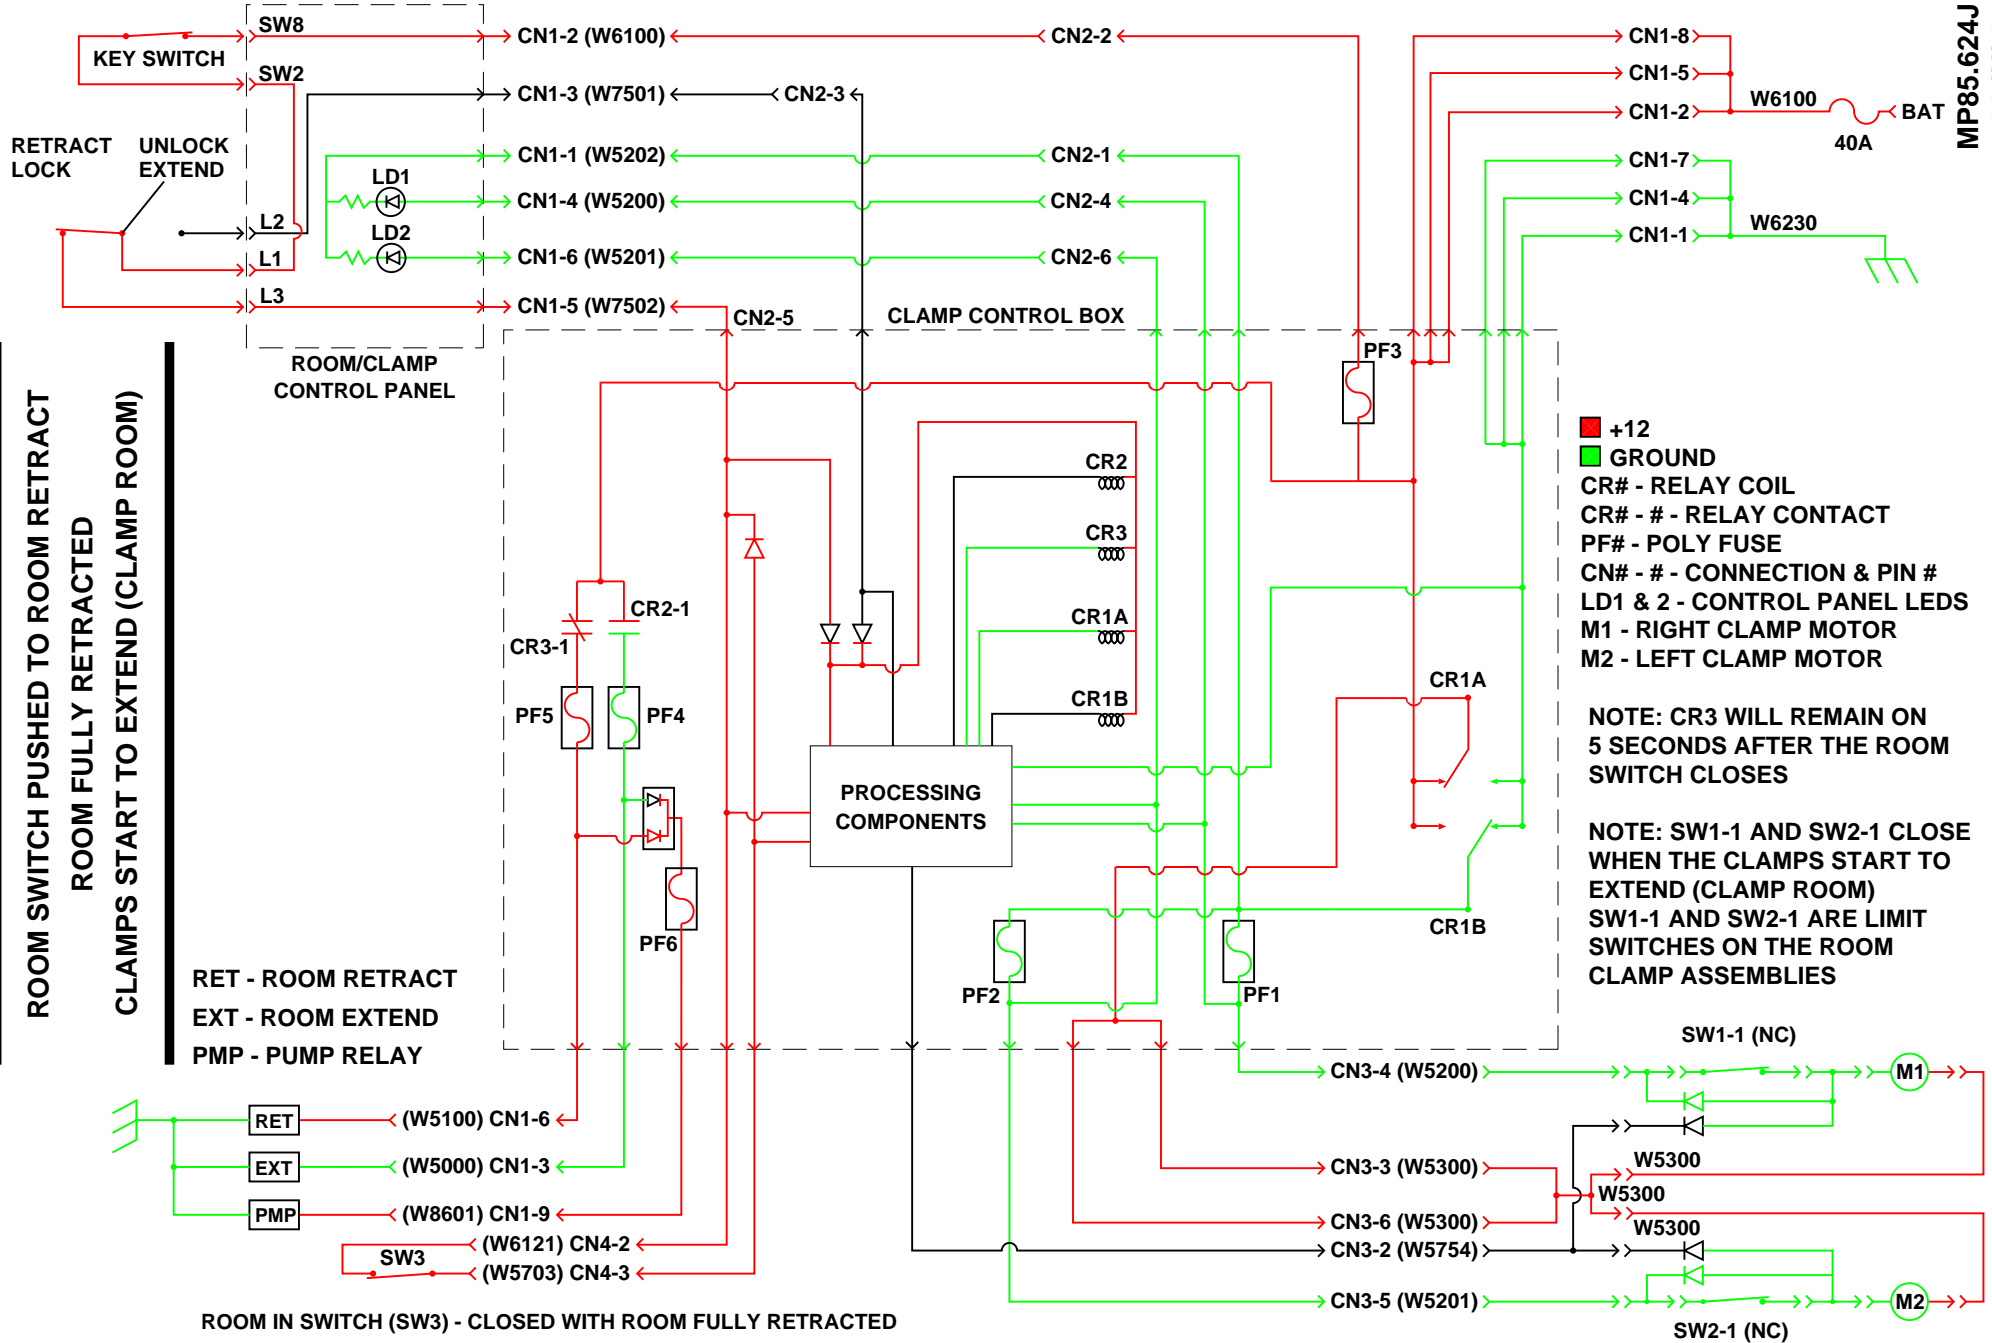 SW8
KEY SWITCH
SW2
CN1-2 (W6100)
CN2-2
CN1-3 (W7501)
CN2-3
RETRACT
LOCK
UNLOCK
EXTEND
CN1-1 (W5202)
CN2-1
LD1
CN1-4 (W5200)
CN2-4
L2
LD2
CN1-6 (W5201)
CN2-6
L1
L3
CN1-5 (W7502)
CN2-5
ROOM/CLAMP
CONTROL PANEL
CLAMP CONTROL BOX
CN1-8
CN1-5
CN1-2
W6100
BAT
40A
CN1-7
CN1-4
CN1-1
W6230
MP85.624J
ROOM SWITCH PUSHED TO ROOM RETRACT
ROOM FULLY RETRACTED
CLAMPS START TO EXTEND (CLAMP ROOM)
PF3
CR2
CR3
CR1A
CR1B
CR2-1
CR3-1
PF5
PF4
PF6
PROCESSING
COMPONENTS
CR1A
CR1B
PF2
PF1
+12
GROUND
CR# - RELAY COIL
CR# - # - RELAY CONTACT
PF# - POLY FUSE
CN# - # - CONNECTION & PIN #
LD1 & 2 - CONTROL PANEL LEDS
M1 - RIGHT CLAMP MOTOR
M2 - LEFT CLAMP MOTOR
NOTE: CR3 WILL REMAIN ON
5 SECONDS AFTER THE ROOM
SWITCH CLOSES
NOTE: SW1-1 AND SW2-1 CLOSE
WHEN THE CLAMPS START TO
EXTEND (CLAMP ROOM)
SW1-1 AND SW2-1 ARE LIMIT
SWITCHES ON THE ROOM
CLAMP ASSEMBLIES
RET - ROOM RETRACT
EXT - ROOM EXTEND
PMP - PUMP RELAY
RET
(W5100) CN1-6
EXT
(W5000) CN1-3
PMP
(W8601) CN1-9
(W6121) CN4-2
SW3
(W5703) CN4-3
ROOM IN SWITCH (SW3) - CLOSED WITH ROOM FULLY RETRACTED
SW1-1 (NC)
CN3-4 (W5200)
M1
CN3-3 (W5300)
W5300
W5300
CN3-6 (W5300)
W5300
CN3-2 (W5754)
CN3-5 (W5201)
M2
SW2-1 (NC)